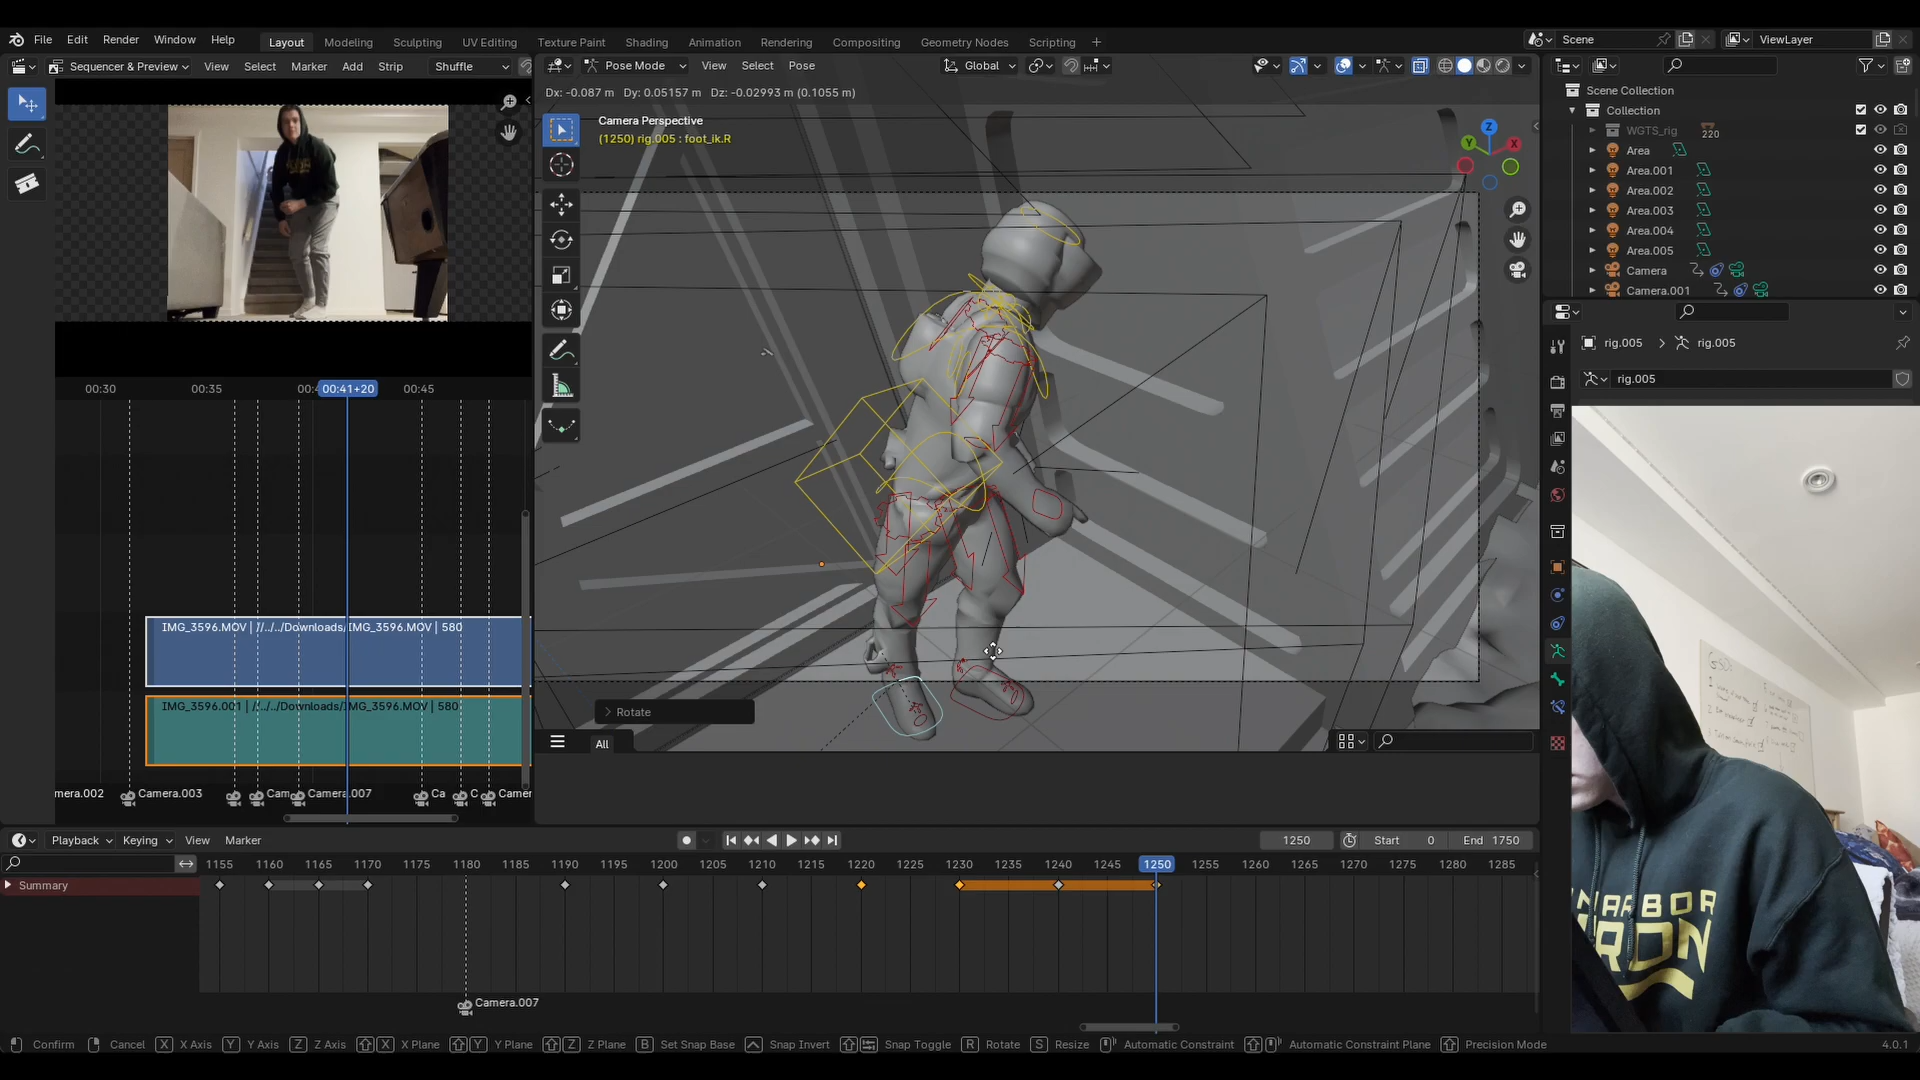 File Edit Render Window Help Layout Modeling Sculpting UV Editing Texture Paint Shading Animation Rendering Compositing Geometry Nodes Scripting + Scene ViewLayer
Sequencer & Preview View Select Marker Add Strip Shuffle Pose Mode View Select Pose Global
Dx: -0.087 m Dy: 0.05157 m Dz: -0.02993 m (0.1055 m)
Camera Perspective
(1250) rig.005 : foot_ik.R
Z
Y
X
Scene Collection
Collection
WGTS_rig 220
Area
Area.001
Area.002
Area.003
Area.004
Area.005
Camera
Camera.001
rig.005 > rig.005
rig.005
00:30 00:35 00:41+20 00:45
IMG_3596.MOV | //../../Downloads/IMG_3596.MOV | 580
IMG_3596.001 | //../../Downloads/IMG_3596.MOV | 580
mera.002 Camera.003 Cam Camera.007 Ca C Camer
> Rotate
All
Playback Keying View Marker 1250 Start 0 End 1750
1155 1160 1165 1170 1175 1180 1185 1190 1195 1200 1205 1210 1215 1220 1225 1230 1235 1240 1245 1250 1255 1260 1265 1270 1275 1280 1285
Summary
Camera.007
Confirm Cancel X X Axis Y Y Axis Z Z Axis X X Plane Y Y Plane Z Z Plane B Set Snap Base Snap Invert Snap Toggle R Rotate S Resize Automatic Constraint Automatic Constraint Plane Precision Mode 4.0.1
NARBOR
RON